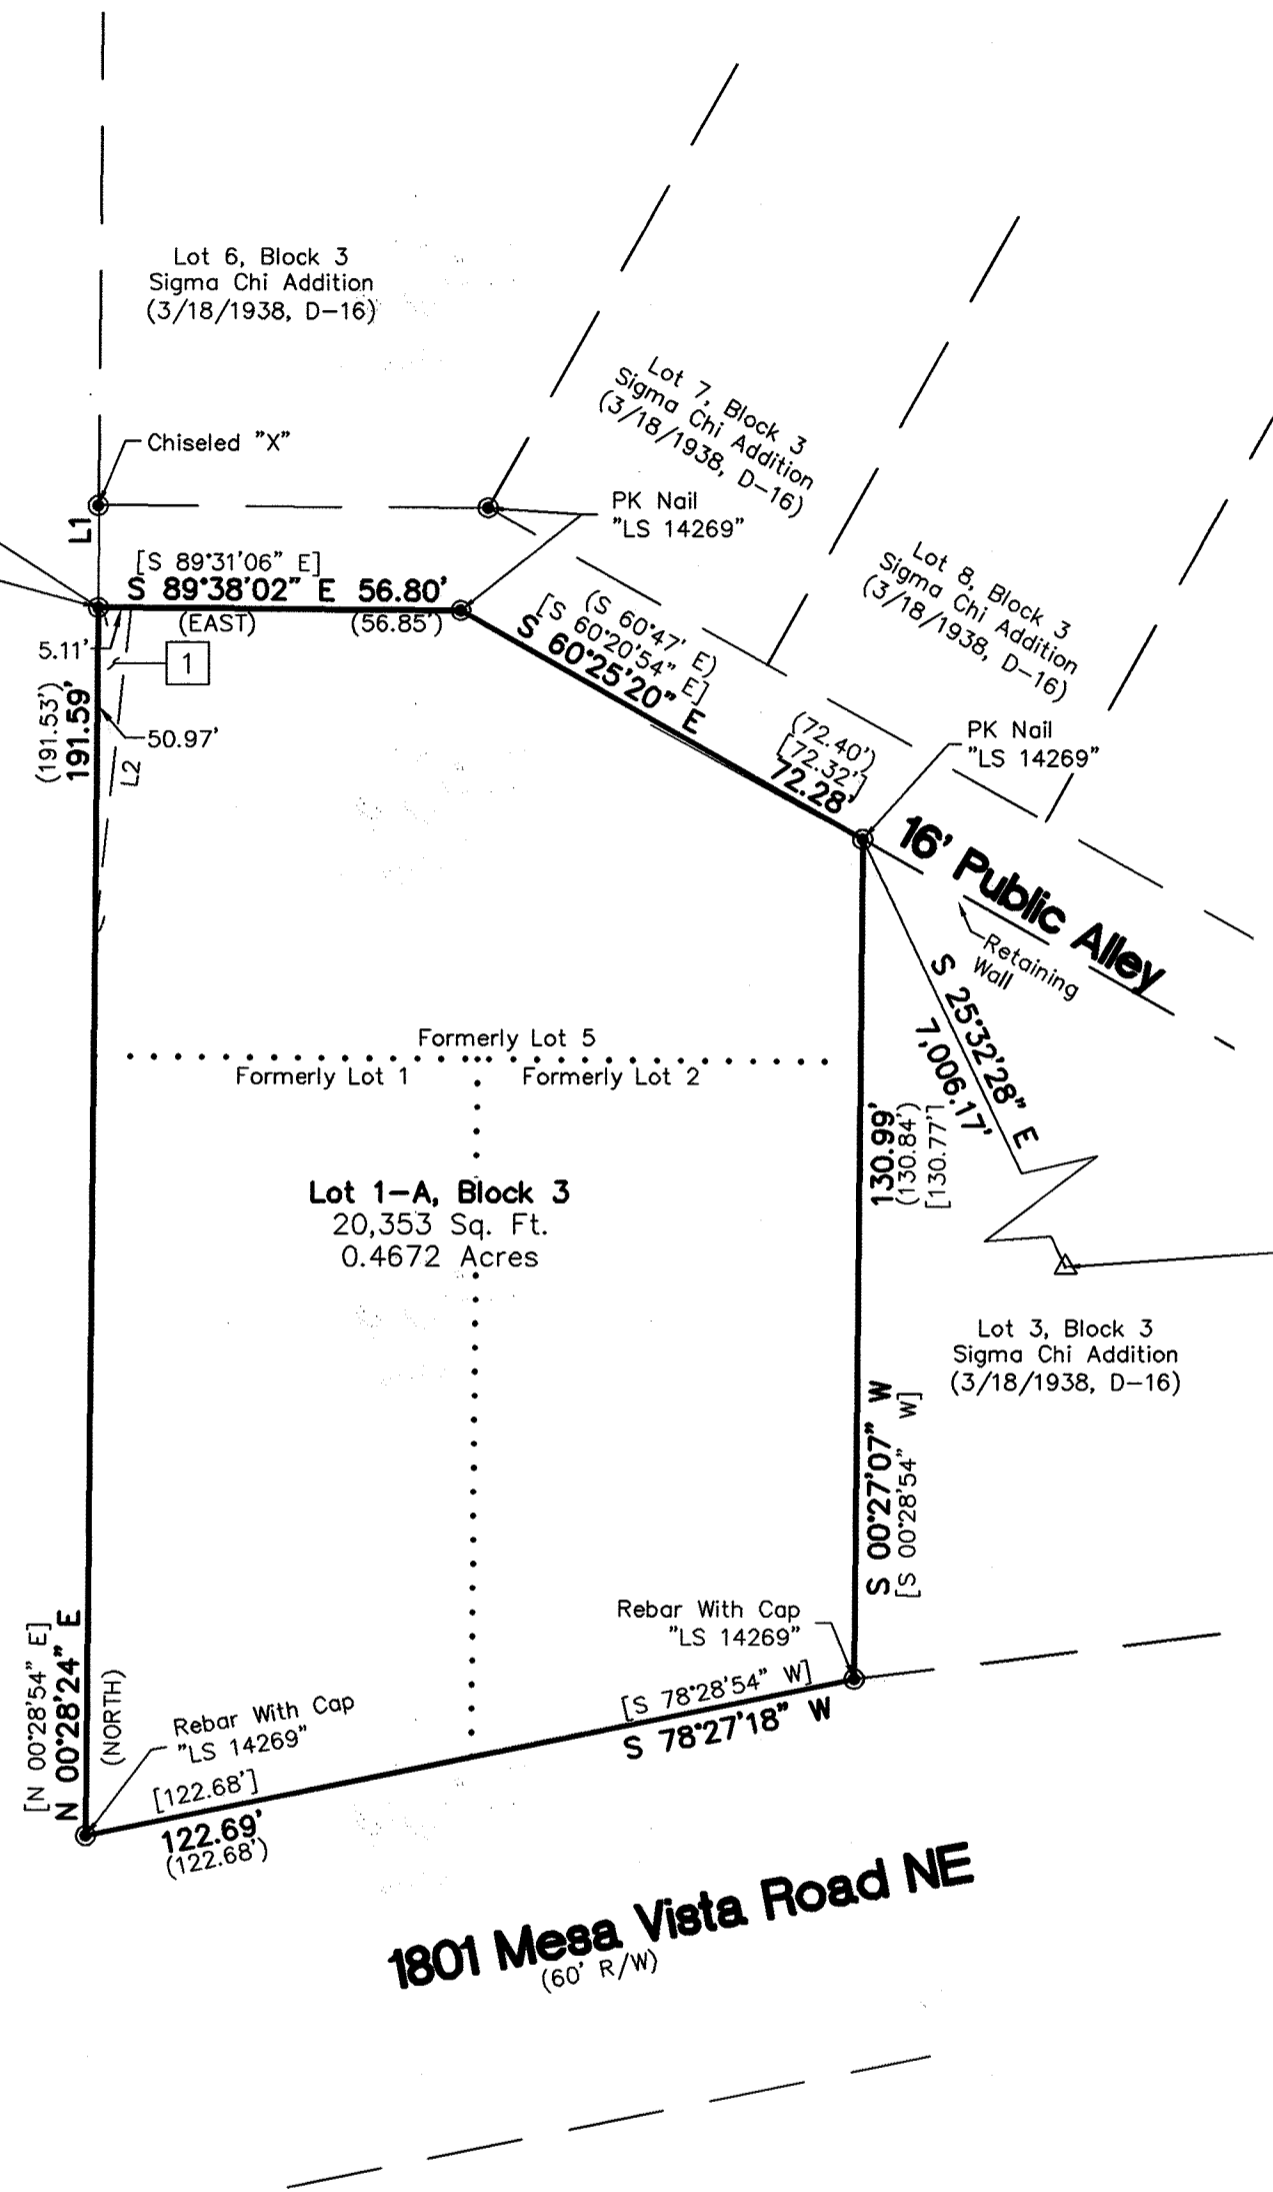 Lot 6, Block 3
Sigma Chi Addition
(3/18/1938, D-16)
Lot 7, Block 3
Sigma Chi Addition
(3/18/1938, D-16)
Chiseled "X"
PK Nail
"LS 14269"
L1
[S 89°31'06" E]
S 89°38'02" E 56.80'
(EAST) (56.85')
Lot 8, Block 3
Sigma Chi Addition
(3/18/1938, D-16)
(S 60°47' E)
[S 60°20'54" E]
S 60°25'20" E
5.11'
1
(191.53')
191.59'
50.97'
L2
(72.40')
[72.32']
72.28'
PK Nail
"LS 14269"
16' Public Alley
Retaining
Wall
S 25°32'28" E
7,006.17'
Formerly Lot 5
Formerly Lot 1
Formerly Lot 2
130.99'
(130.84')
[130.77']
Lot 1-A, Block 3
20,353 Sq. Ft.
0.4672 Acres
Lot 3, Block 3
Sigma Chi Addition
(3/18/1938, D-16)
S 00°27'07" W
[S 00°28'54" W]
Rebar With Cap
"LS 14269"
[N 00°28'54" E]
N 00°28'24" E
(NORTH)
Rebar With Cap
"LS 14269"
[S 78°28'54" W]
S 78°27'18" W
[122.68']
122.69'
(122.68')
1801 Mesa Vista Road NE
(60' R/W)